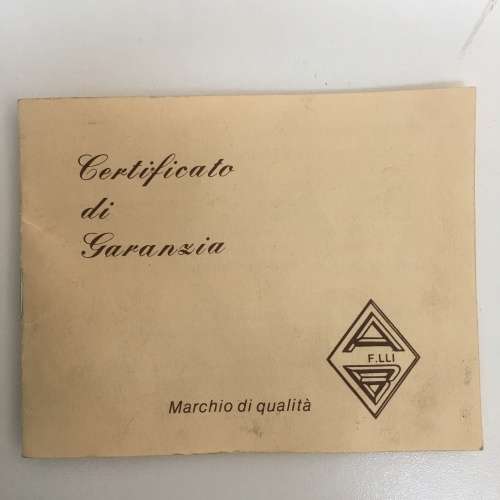 Certificato
di
Garanzia
A
F.LLI
B
Marchio di qualità